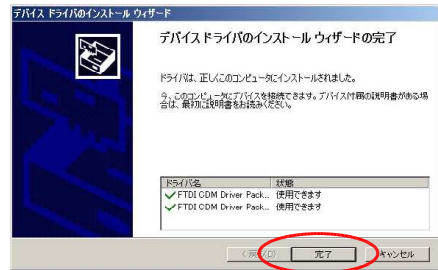 デバイス ドライバのインストール ウィザード
デバイス ドライバのインストール ウィザードの完了
ドライバは、正しくこのコンピュータにインストールされました。
今、このコンピュータにデバイスを接続できます。デバイス付属の説明書がある場
合は、最初に説明書をお読みください。
ドライバ名 状態
FTDI CDM Driver Pack... 使用できます
FTDI CDM Driver Pack... 使用できます
< 戻る(B) 完了 キャンセル